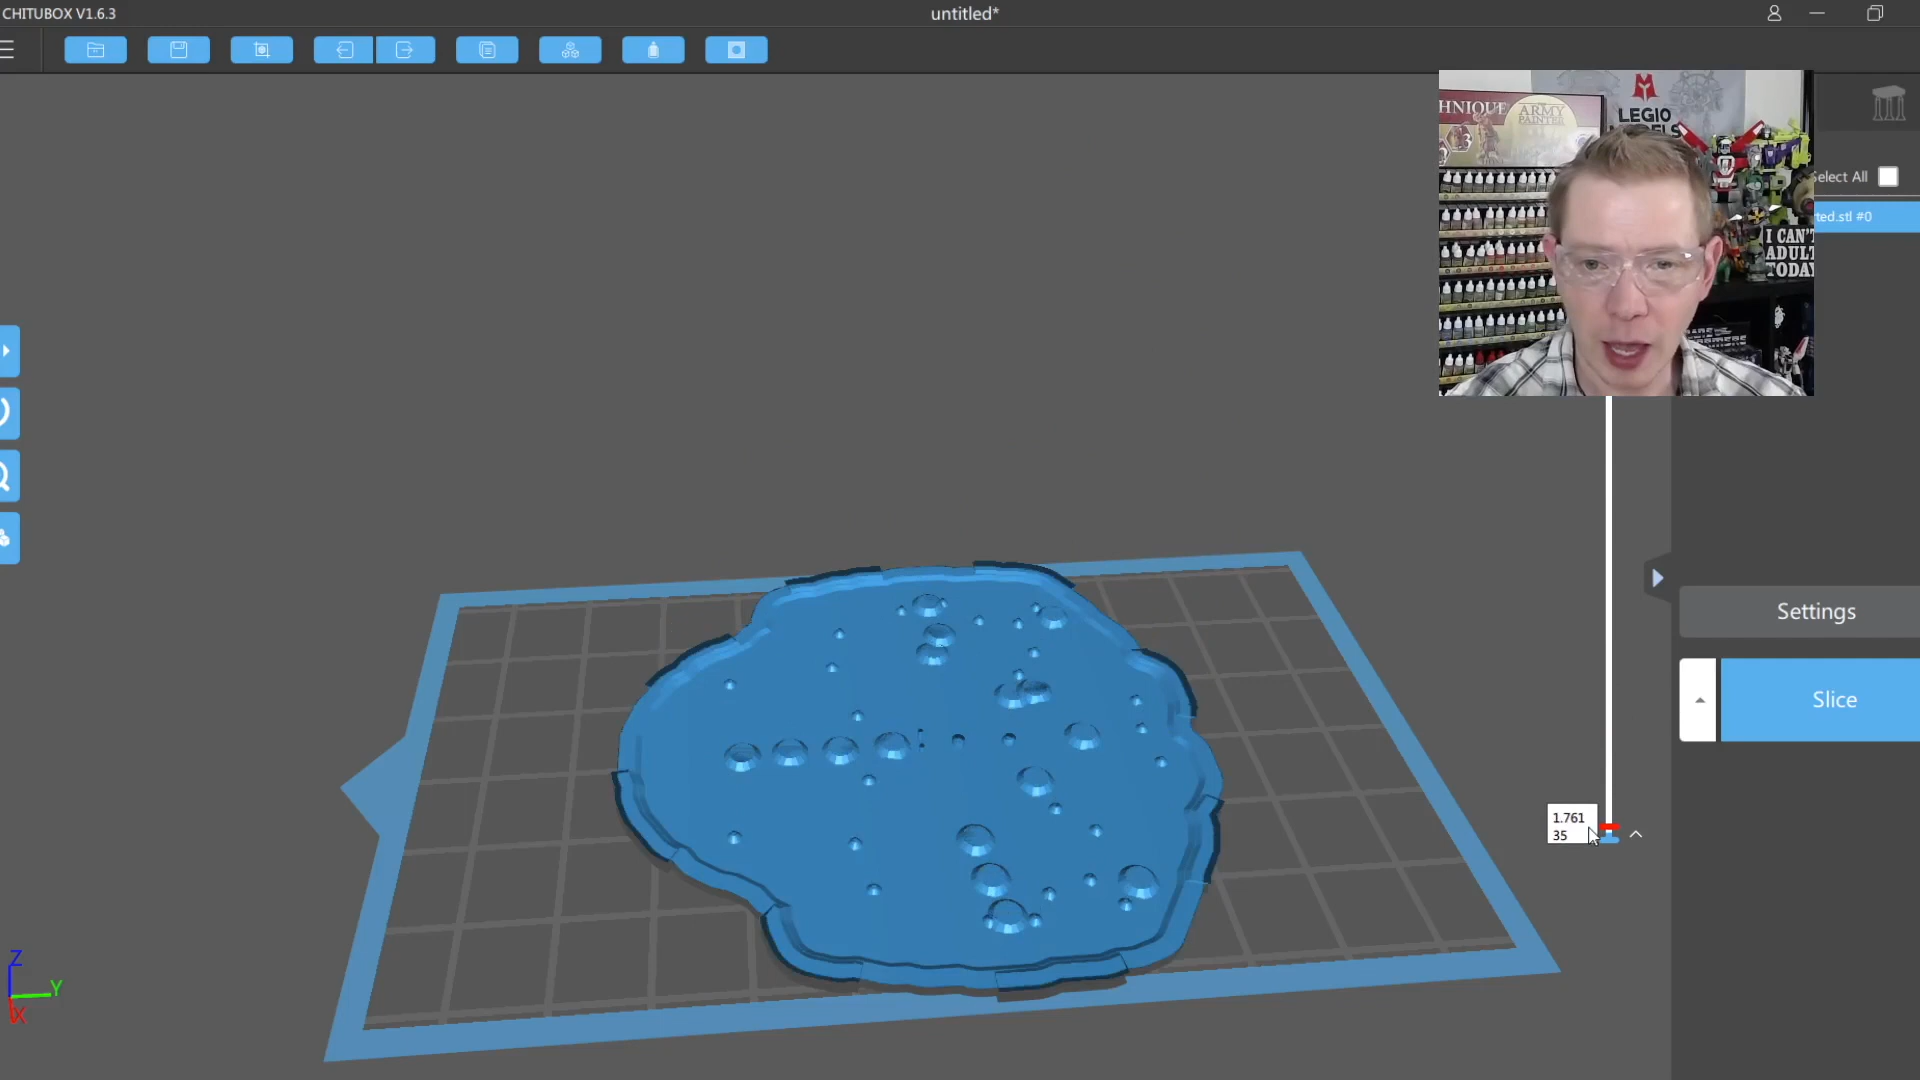 CHITUBOX V1.6.3
untitled*
HNIQUE
ARMY
PAINTER
LEGIO
I CAN'T
ADULT
TODAY
elect All
ted.stl #0
Settings
Slice
1.761
35
Z
Y
X